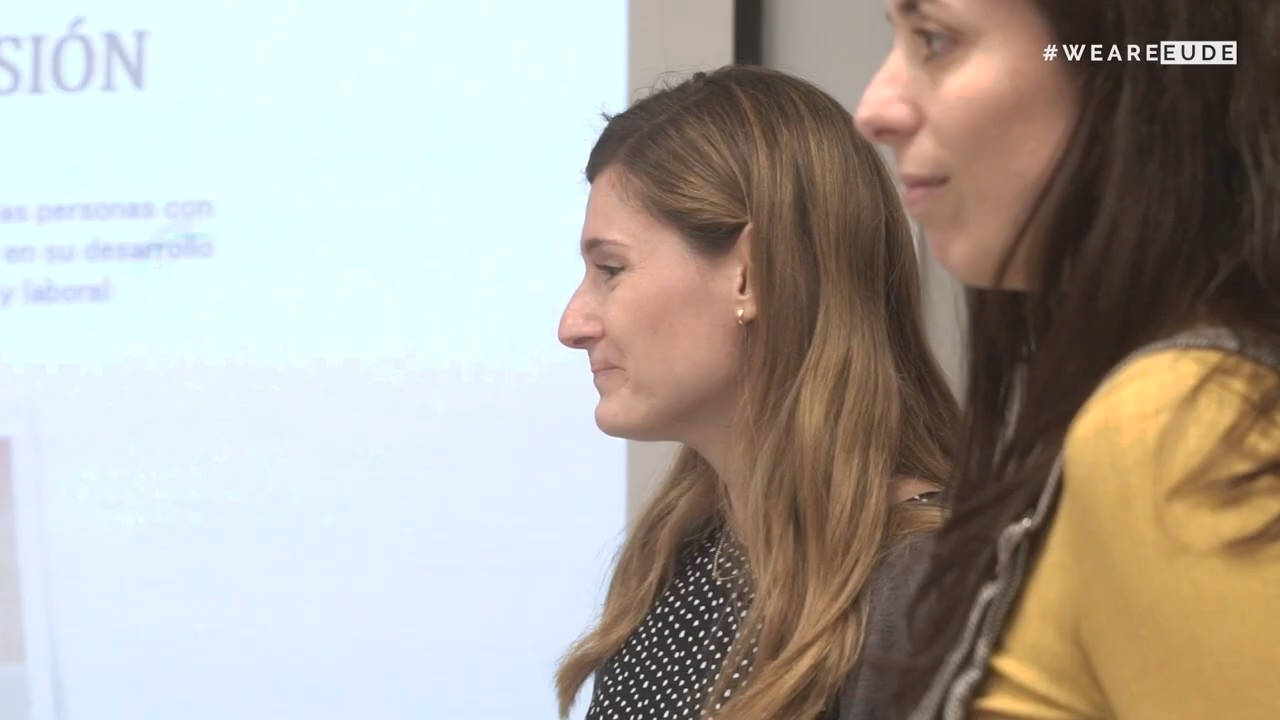 SIÓN
#WEAREEUDE
as personas con
en su desarrollo
y laboral